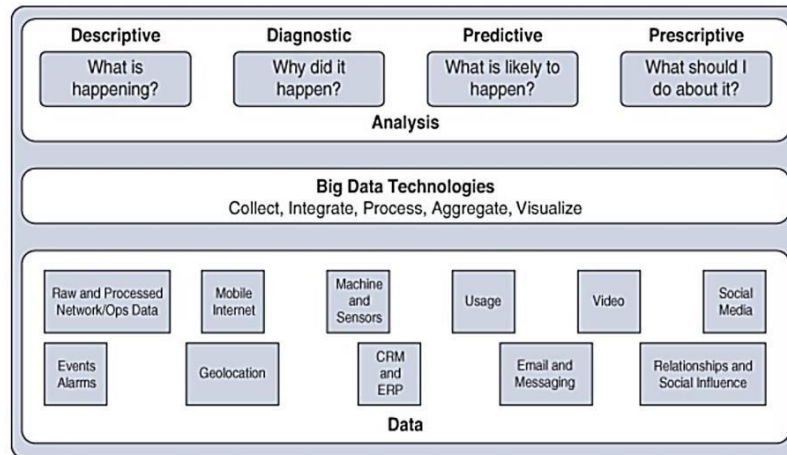 Descriptive
Diagnostic
Predictive
Prescriptive
What is
happening?
Why did it
happen?
What is likely to
happen?
What should I
do about it?
Analysis
Big Data Technologies
Collect, Integrate, Process, Aggregate, Visualize
Raw and Processed
Network/Ops Data
Mobile
Internet
Machine
and
Sensors
Usage
Video
Social
Media
Events
Alarms
Geolocation
CRM
and
ERP
Email and
Messaging
Relationships and
Social Influence
Data